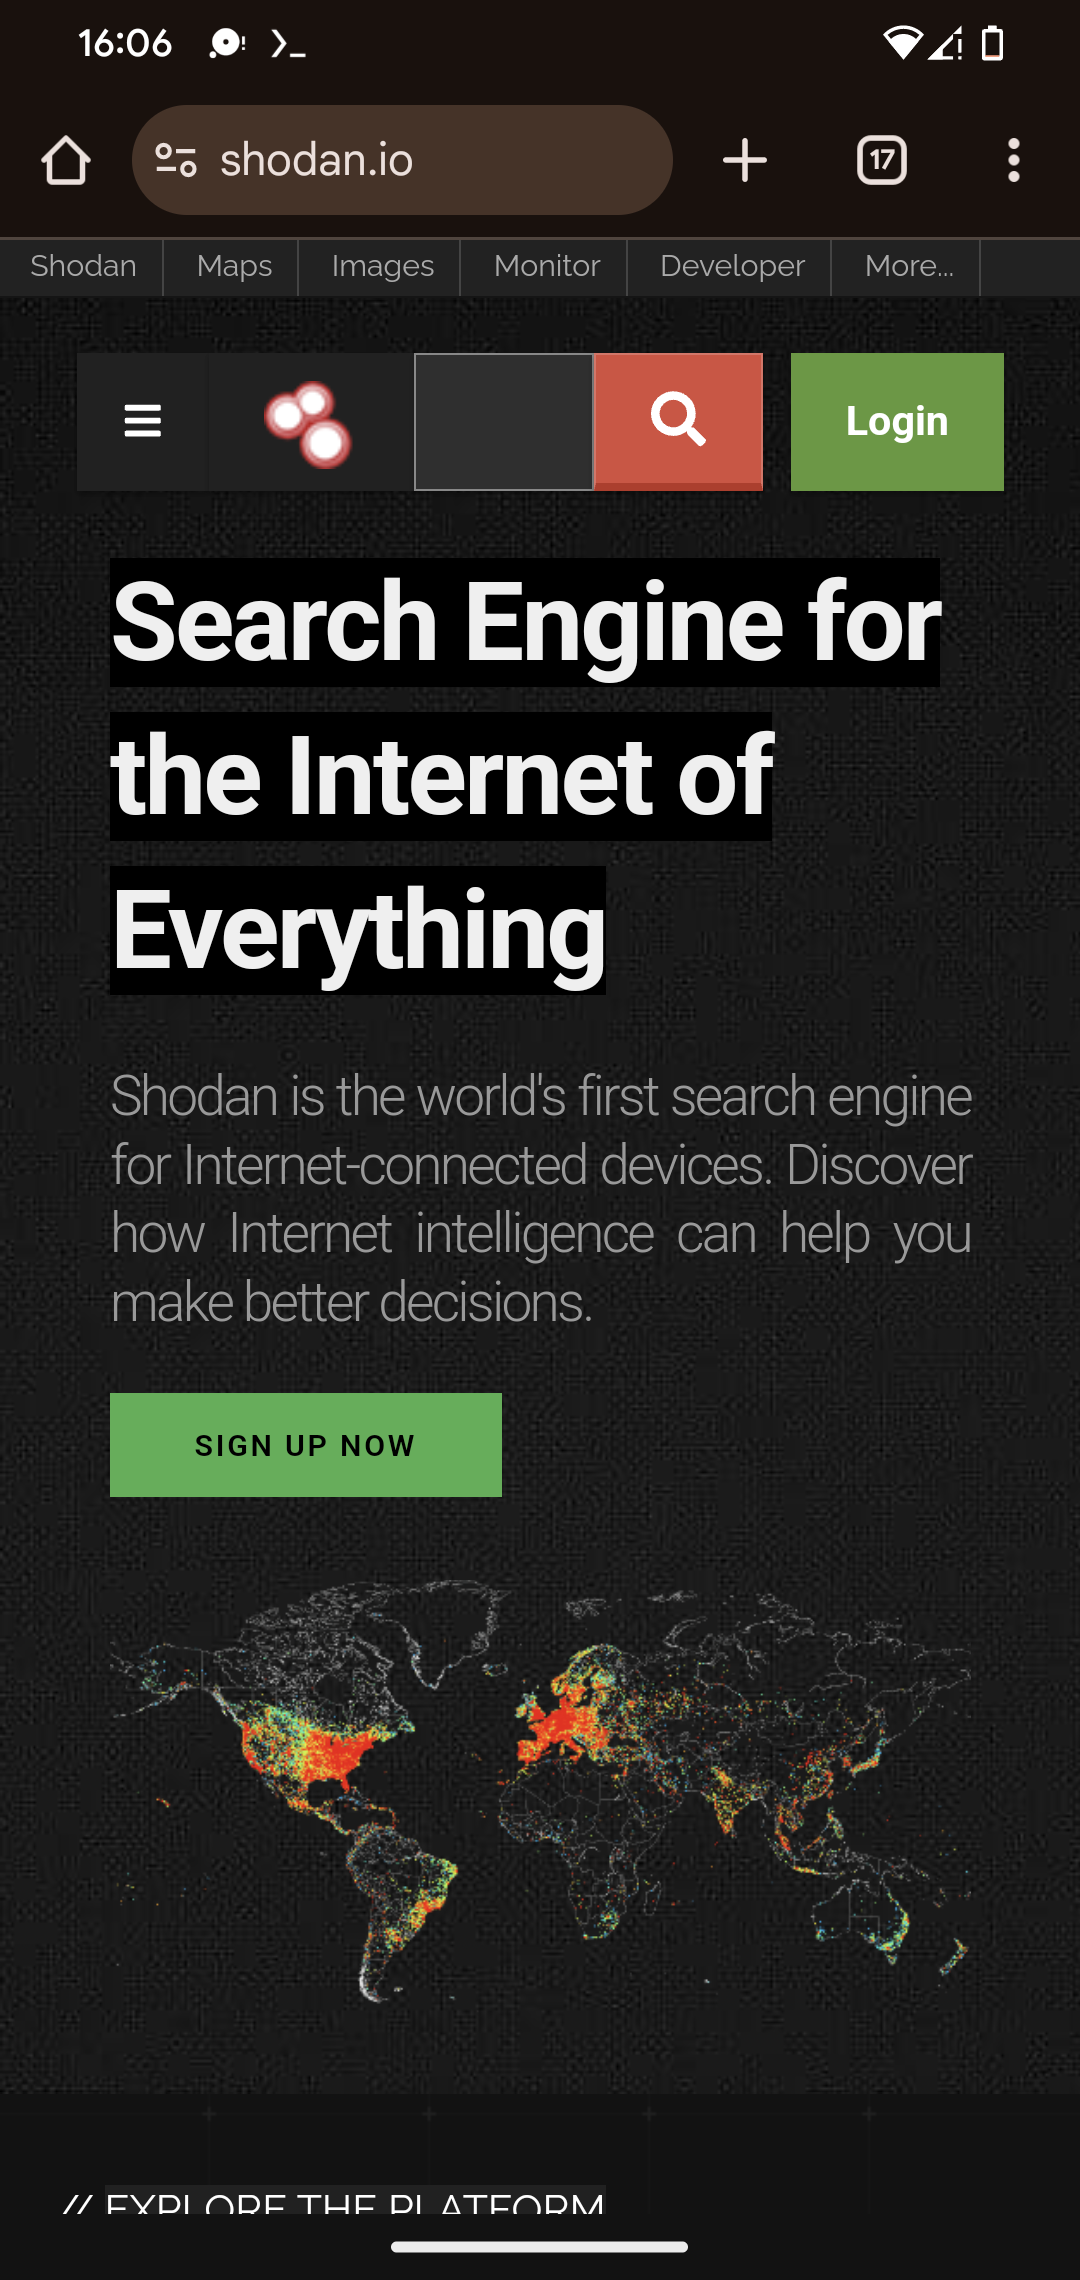 16:06
shodan.io
17
Shodan
Maps
Images
Monitor
Developer
More...
Login
Search Engine for
the Internet of
Everything
Shodan is the world's first search engine
for Internet-connected devices. Discover
how Internet intelligence can help you
make better decisions.
SIGN UP NOW
// EXPLORE THE PLATFORM